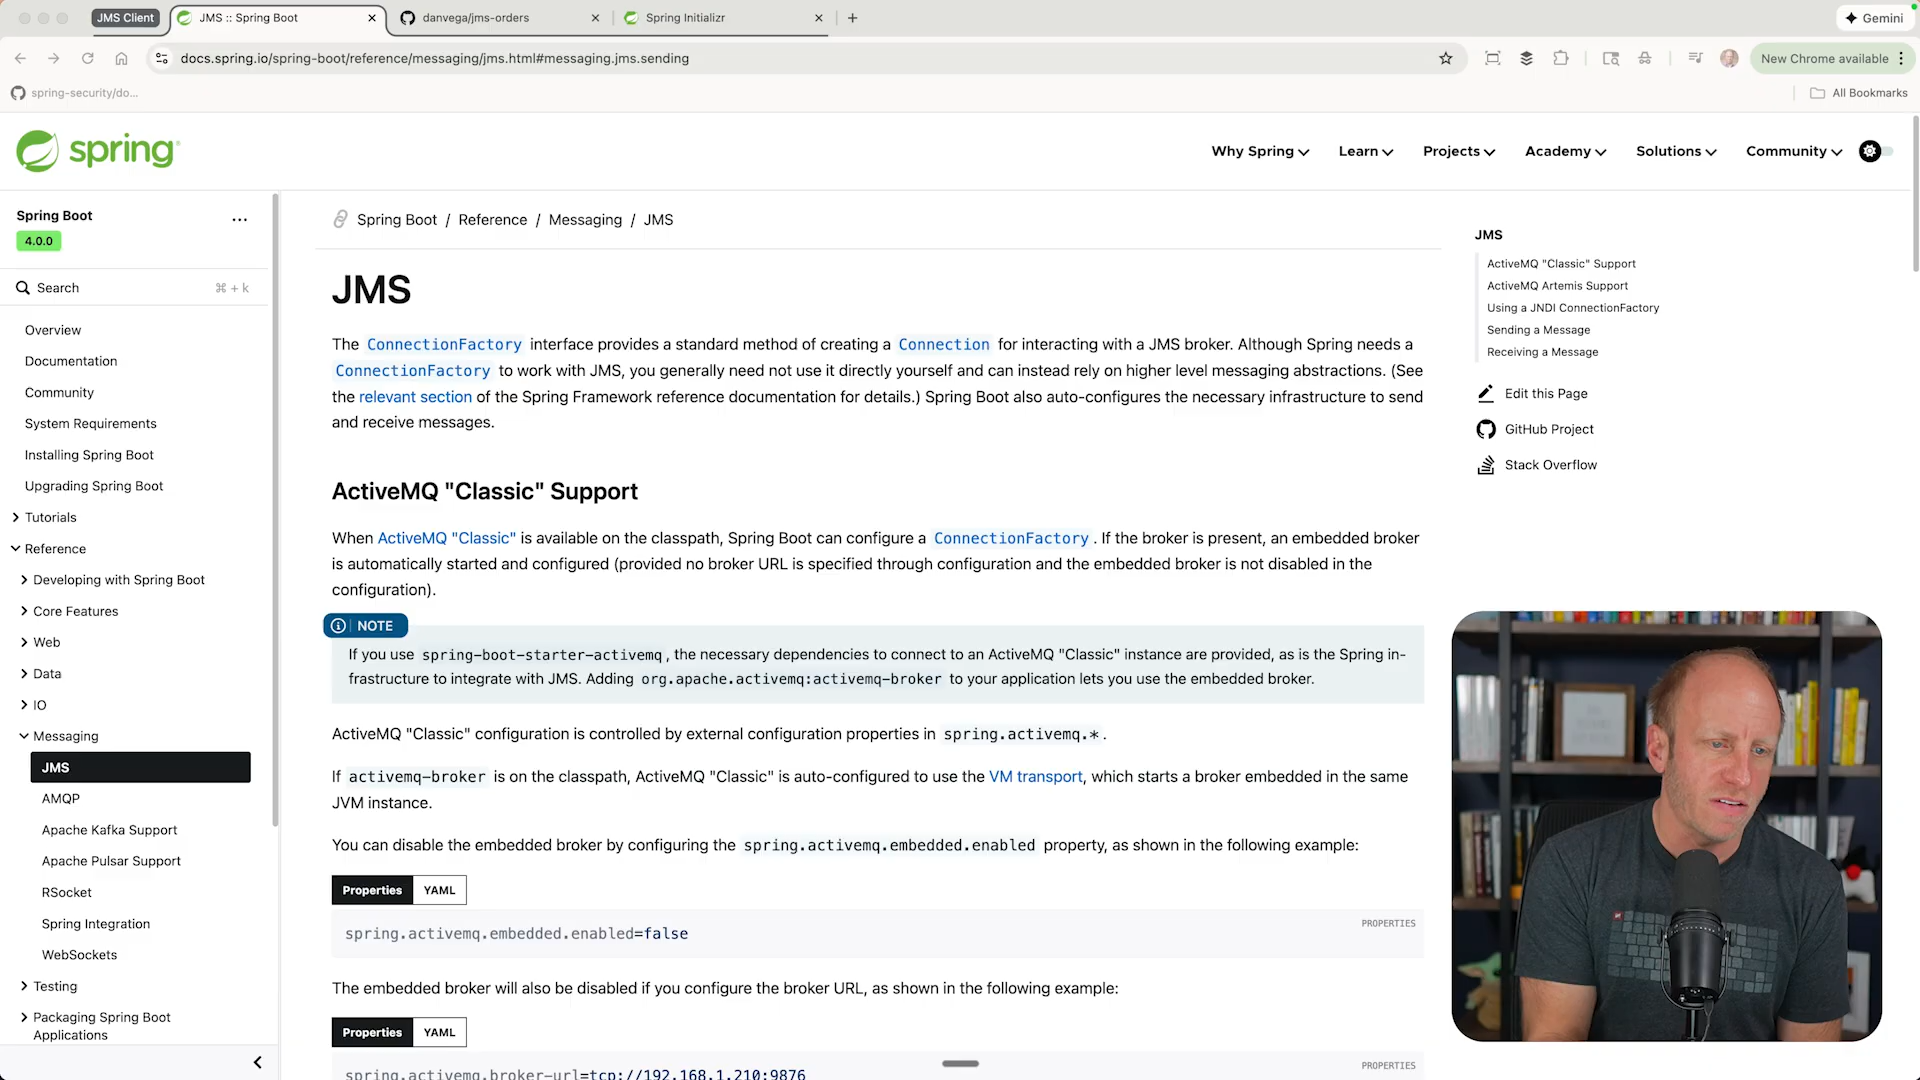 JMS Client
JMS :: Spring Boot
danvega/jms-orders
Spring Initializr
Gemini
docs.spring.io/spring-boot/reference/messaging/jms.html#messaging.jms.sending
New Chrome available
spring-security/do...
All Bookmarks
spring
Why Spring
Learn
Projects
Academy
Solutions
Community
Spring Boot
4.0.0
Search
⌘ + k
Overview
Documentation
Community
System Requirements
Installing Spring Boot
Upgrading Spring Boot
Tutorials
Reference
Developing with Spring Boot
Core Features
Web
Data
IO
Messaging
JMS
AMQP
Apache Kafka Support
Apache Pulsar Support
RSocket
Spring Integration
WebSockets
Testing
Packaging Spring Boot
Applications
Spring Boot / Reference / Messaging / JMS
JMS
The ConnectionFactory interface provides a standard method of creating a Connection for interacting with a JMS broker. Although Spring needs a
ConnectionFactory to work with JMS, you generally need not use it directly yourself and can instead rely on higher level messaging abstractions. (See
the relevant section of the Spring Framework reference documentation for details.) Spring Boot also auto-configures the necessary infrastructure to send
and receive messages.
ActiveMQ "Classic" Support
When ActiveMQ "Classic" is available on the classpath, Spring Boot can configure a ConnectionFactory. If the broker is present, an embedded broker
is automatically started and configured (provided no broker URL is specified through configuration and the embedded broker is not disabled in the
configuration).
NOTE
If you use spring-boot-starter-activemq, the necessary dependencies to connect to an ActiveMQ "Classic" instance are provided, as is the Spring in-
frastructure to integrate with JMS. Adding org.apache.activemq:activemq-broker to your application lets you use the embedded broker.
ActiveMQ "Classic" configuration is controlled by external configuration properties in spring.activemq.*.
If activemq-broker is on the classpath, ActiveMQ "Classic" is auto-configured to use the VM transport, which starts a broker embedded in the same
JVM instance.
You can disable the embedded broker by configuring the spring.activemq.embedded.enabled property, as shown in the following example:
Properties
YAML
PROPERTIES
spring.activemq.embedded.enabled=false
The embedded broker will also be disabled if you configure the broker URL, as shown in the following example:
Properties
YAML
PROPERTIES
spring.activemq.broker-url=tcp://192.168.1.210:9876
JMS
ActiveMQ "Classic" Support
ActiveMQ Artemis Support
Using a JNDI ConnectionFactory
Sending a Message
Receiving a Message
Edit this Page
GitHub Project
Stack Overflow